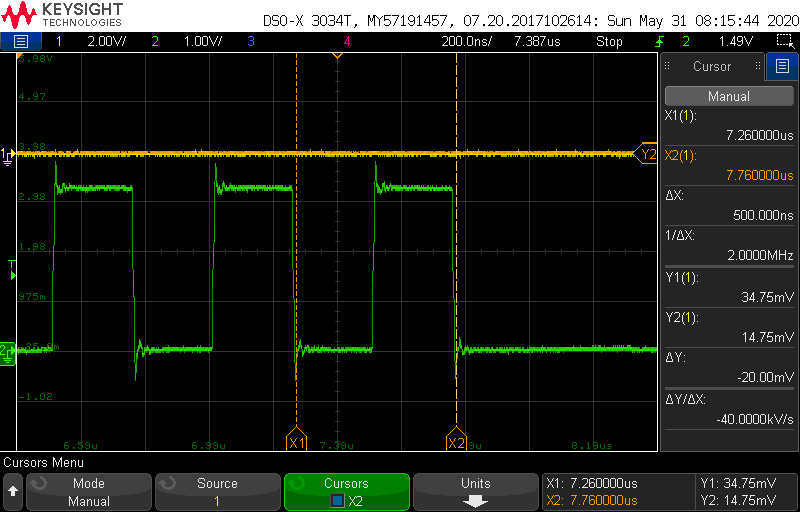 KEYSIGHT
TECHNOLOGIES
DSO-X 3034T, MY57191457, 07.20.2017102614: Sun May 31 08:15:44 2020
1 2.00V/ 2 1.00V/ 3 4 200.0ns/ 7.387us Stop 2 1.49V
5.98V
4.97
3.98
2.98
1.98
975m
-1.02
6.59u 6.99u 7.39u 8.19us
1
T
2
Y2
X1
X2
Cursor
Manual
X1(1):
7.260000us
X2(1):
7.760000us
ΔX:
500.000ns
1/ΔX:
2.0000MHz
Y1(1):
34.75mV
Y2(1):
14.75mV
ΔY:
-20.00mV
ΔY/ΔX:
-40.0000kV/s
Cursors Menu
Mode
Manual
Source
1
Cursors
X2
Units
X1: 7.260000us
X2: 7.760000us
Y1: 34.75mV
Y2: 14.75mV